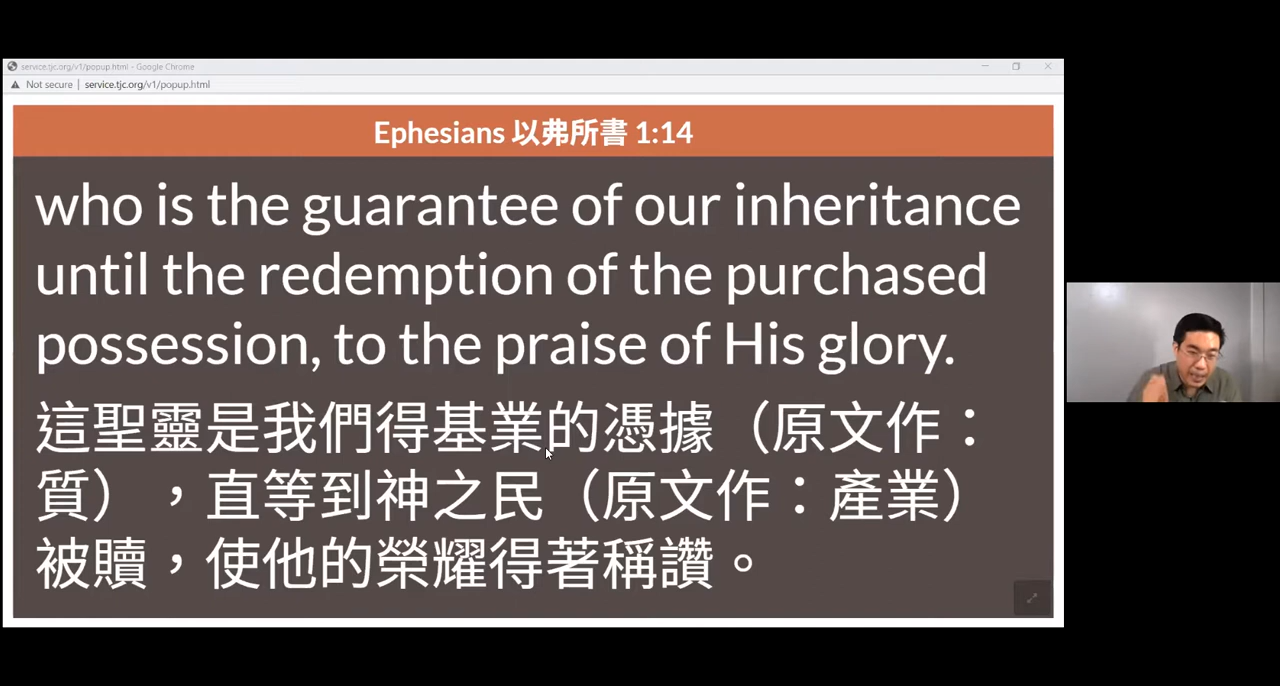 service.tjc.org/v1/popup.html - Google Chrome
Not secure | service.tjc.org/v1/popup.html
Ephesians 以弗所書 1:14
who is the guarantee of our inheritance
until the redemption of the purchased
possession, to the praise of His glory.
這聖靈是我們得基業的憑據（原文作：
質），直等到神之民（原文作：產業）
被贖，使他的榮耀得著稱讚。